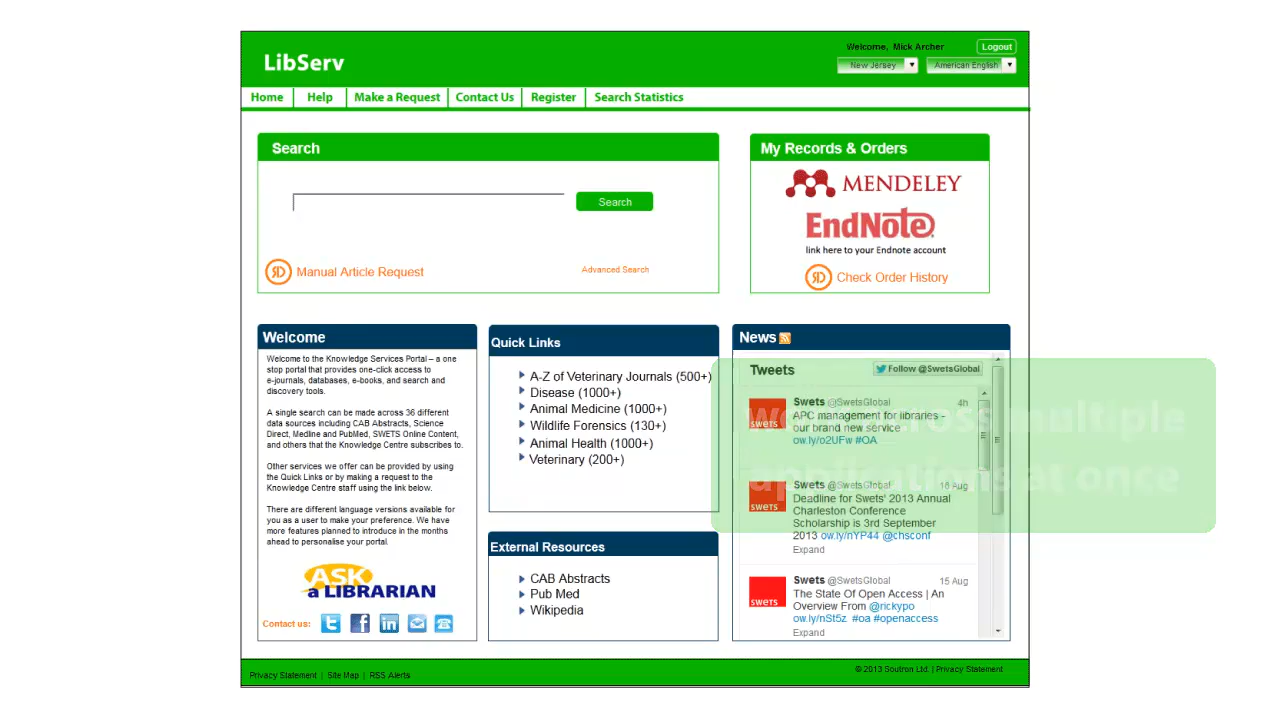 LibServ
Welcome, Mick Archer
Logout
New Jersey
American English
Home
Help
Make a Request
Contact Us
Register
Search Statistics
Search
Search
Manual Article Request
Advanced Search
My Records & Orders
MENDELEY
EndNote
link here to your Endnote account
Check Order History
Welcome
Welcome to the Knowledge Services Portal – a one
stop portal that provides one-click access to
e-journals, databases, e-books, and search and
discovery tools.
A single search can be made across 36 different
data sources including CAB Abstracts, Science
Direct, Medline and PubMed, SWETS Online Content,
and others that the Knowledge Centre subscribes to.
Other services we offer can be provided by using
the Quick Links or by making a request to the
Knowledge Centre staff using the link below.
There are different language versions available for
you as a user to make your preference. We have
more features planned to introduce in the months
ahead to personalise your portal.
ASK
a LIBRARIAN
Contact us:
Quick Links
A-Z of Veterinary Journals (500+)
Disease (1000+)
Animal Medicine (1000+)
Wildlife Forensics (130+)
Animal Health (1000+)
Veterinary (200+)
External Resources
CAB Abstracts
Pub Med
Wikipedia
News
Tweets
Follow @SwetsGlobal
swets
Swets @SwetsGlobal 4h
APC management for libraries -
our brand new service
ow.ly/o2UFw #OA
swets
Swets @SwetsGlobal 16 Aug
Deadline for Swets' 2013 Annual
Charleston Conference
Scholarship is 3rd September
2013 ow.ly/nYP44 @chsconf
Expand
swets
Swets @SwetsGlobal 15 Aug
The State Of Open Access | An
Overview From @rickypo
ow.ly/nSt5z #oa #openaccess
Expand
multiple
applications at once
Privacy Statement | Site Map | RSS Alerts
© 2013 Soutron Ltd. | Privacy Statement